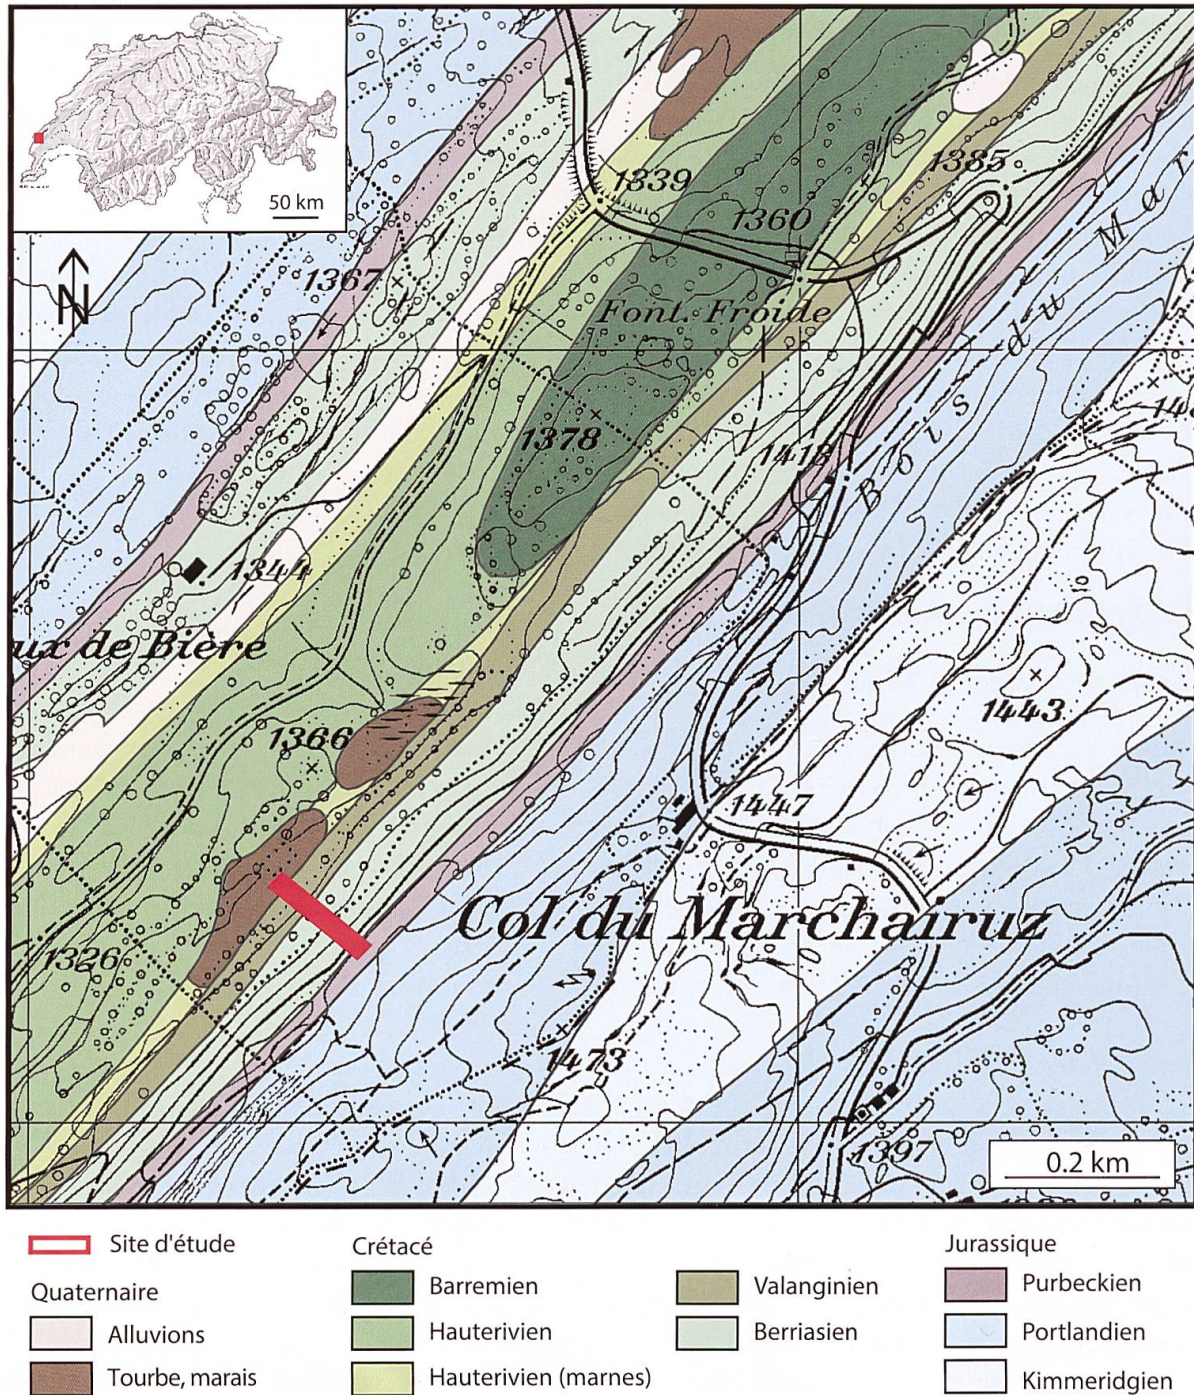 50 km
N
1339
1385
1360
1367
Font. Froide
Bois du Mar
14
1378
1418
1344
ux de Bière
1443
1366
1447
Col du Marchairuz
1326
1473
1397
0.2 km
Site d'étude
Quaternaire
Alluvions
Tourbe, marais
Crétacé
Barremien
Hauterivien
Hauterivien (marnes)
Valanginien
Berriasien
Jurassique
Purbeckien
Portlandien
Kimmeridgien